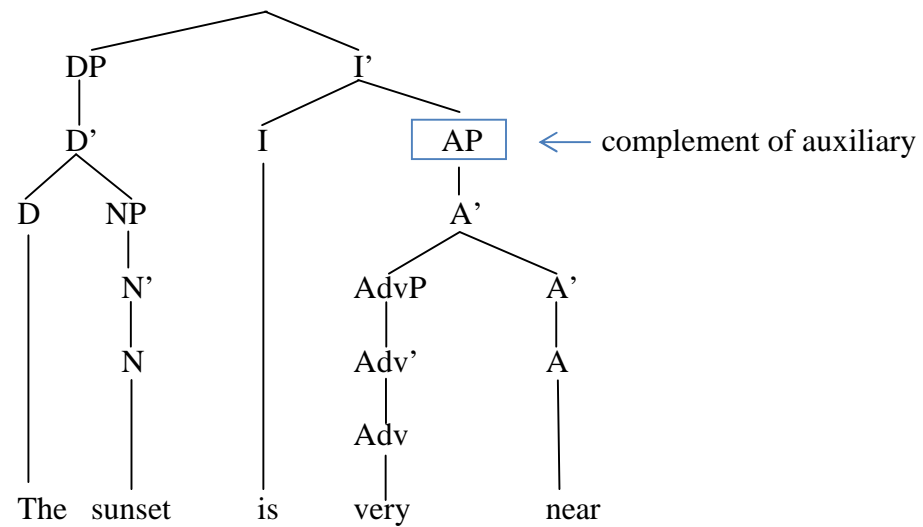 DP I’
D’ I AP complement of auxiliary
D NP A’
N’ AdvP A’
N Adv’ A
Adv
The sunset is very near